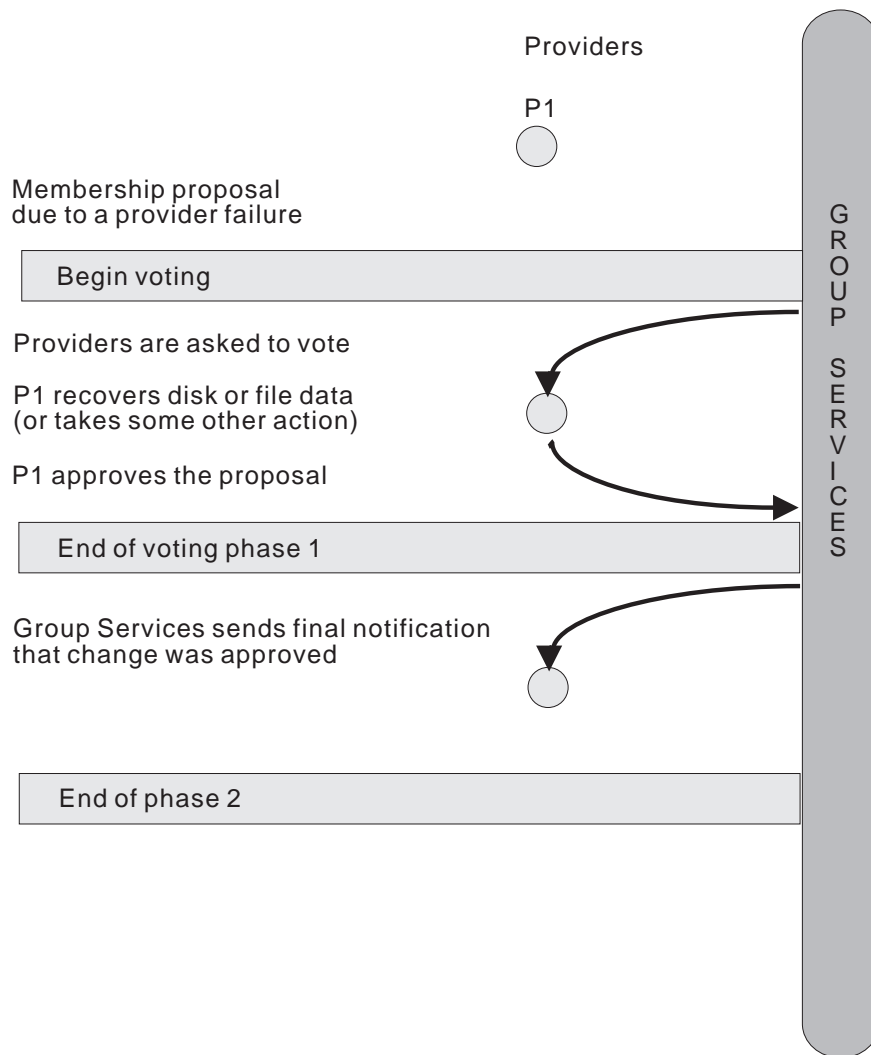 Providers
P1
Membership proposal
due to a provider failure
GROUP SERVICES
Begin voting
Providers are asked to vote
P1 recovers disk or file data
(or takes some other action)
P1 approves the proposal
End of voting phase 1
Group Services sends final notification
that change was approved
End of phase 2